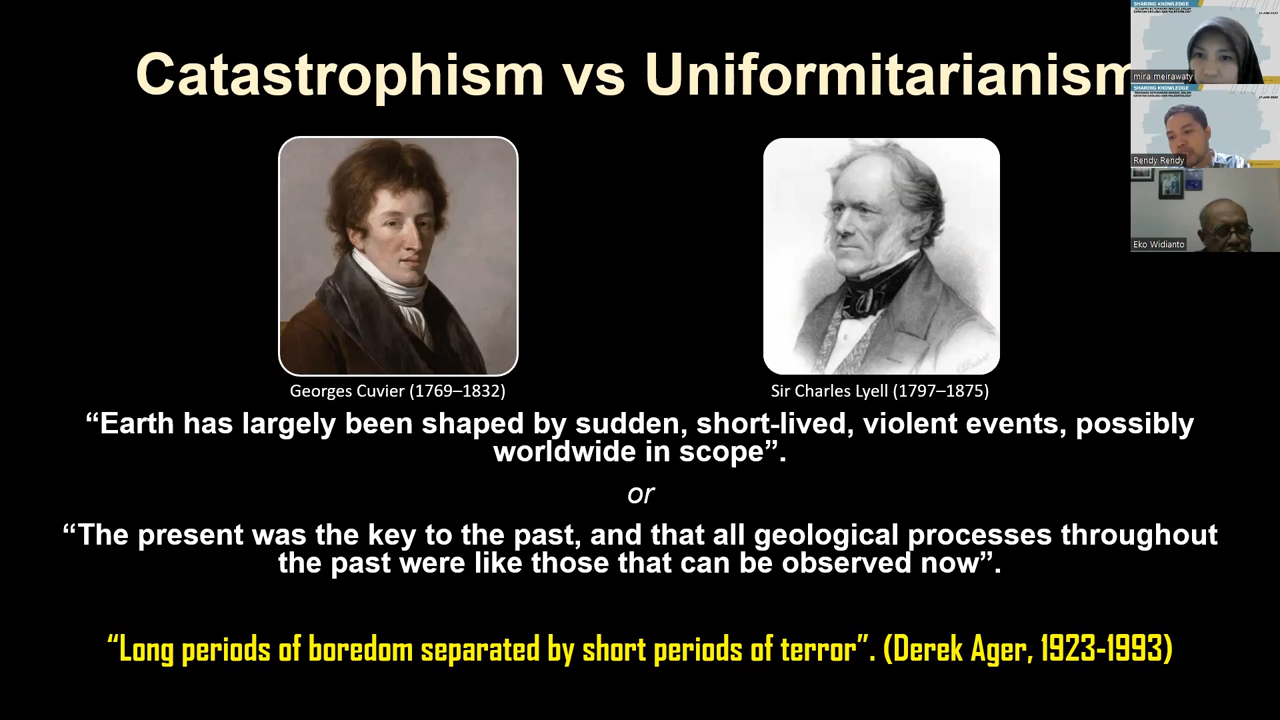 Catastrophism vs Uniformitarianism
SHARING KNOWLEDGE
mira meirawaty
SHARING KNOWLEDGE
Rendy Rendy
Eko Widianto
Georges Cuvier (1769–1832)
Sir Charles Lyell (1797–1875)
“Earth has largely been shaped by sudden, short-lived, violent events, possibly
worldwide in scope”.
or
“The present was the key to the past, and that all geological processes throughout
the past were like those that can be observed now”.
“Long periods of boredom separated by short periods of terror”. (Derek Ager, 1923-1993)